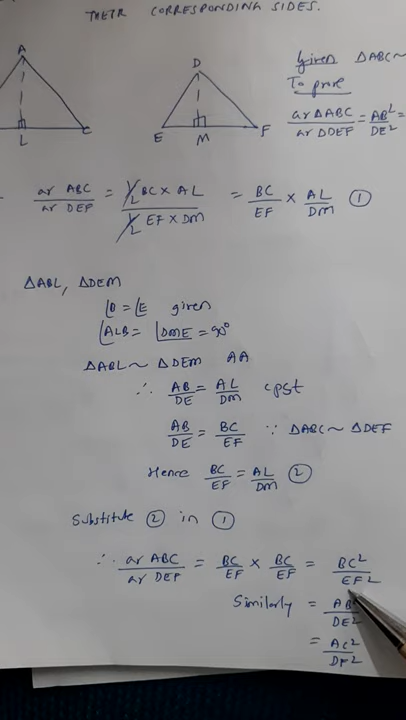 THEIR CORRESPONDING SIDES.
A
L
C
D
E
M
F
Given ΔABC~
To prove
ar ΔABC / ar ΔDEF = AB² / DE² =
ar ABC / ar DEF = ½ BC × AL / ½ EF × DM = BC / EF × AL / DM ①
ΔABL, ΔDEM
∠B = ∠E given
∠ALB = ∠DME = 90°
ΔABL ~ ΔDEM AA
∴ AB / DE = AL / DM cpst
AB / DE = BC / EF ∵ ΔABC ~ ΔDEF
Hence BC / EF = AL / DM ②
Substitute ② in ①
∴ ar ABC / ar DEF = BC / EF × BC / EF = BC² / EF²
Similarly = AB² / DE²
= AC² / DF²